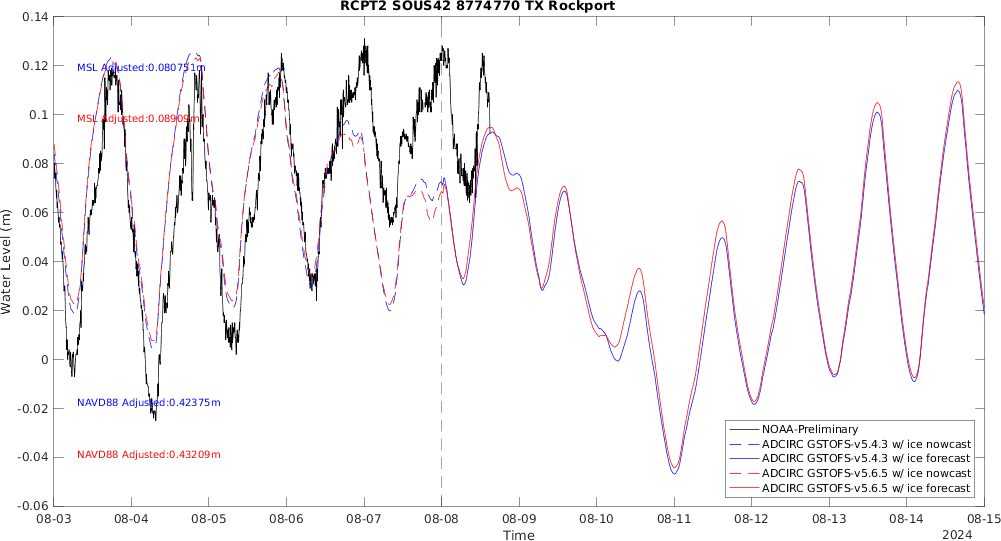 RCPT2 SOUS42 8774770 TX Rockport
0.14
0.12
0.1
0.08
0.06
0.04
0.02
0
-0.02
-0.04
-0.06
Water Level (m)
MSL Adjusted:0.080751m
MSL Adjusted:0.08909m
NAVD88 Adjusted:0.42375m
NAVD88 Adjusted:0.43209m
NOAA-Preliminary
ADCIRC GSTOFS-v5.4.3 w/ ice nowcast
ADCIRC GSTOFS-v5.4.3 w/ ice forecast
ADCIRC GSTOFS-v5.6.5 w/ ice nowcast
ADCIRC GSTOFS-v5.6.5 w/ ice forecast
08-03 08-04 08-05 08-06 08-07 08-08 08-09 08-10 08-11 08-12 08-13 08-14 08-15
Time
2024